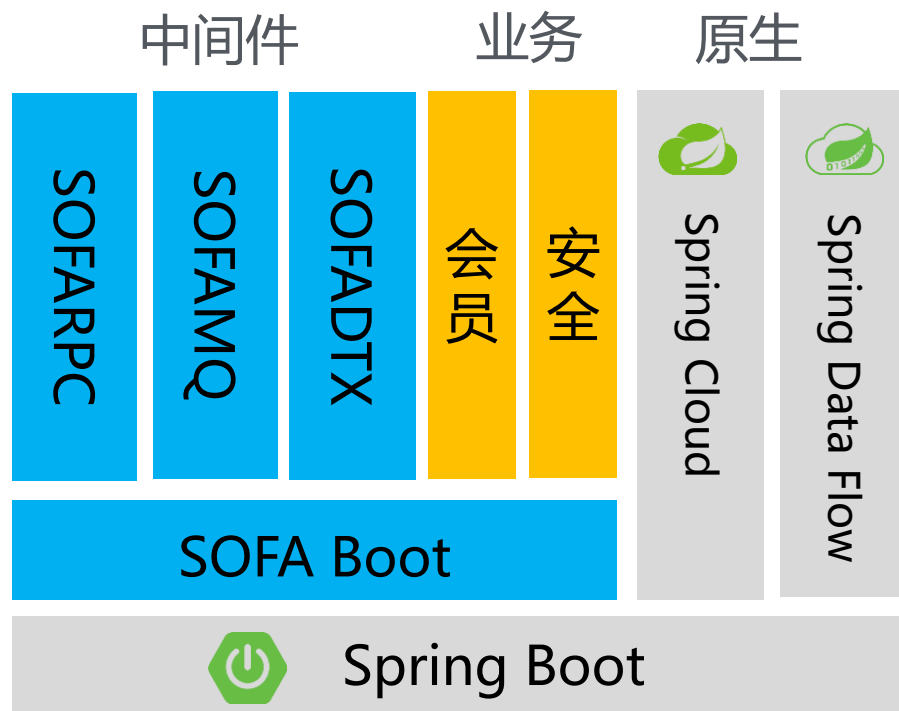 中间件
业务
原生
SOFARPC
SOFAMQ
SOFADTX
会员
安全
Spring Cloud
Spring Data Flow
SOFA Boot
Spring Boot